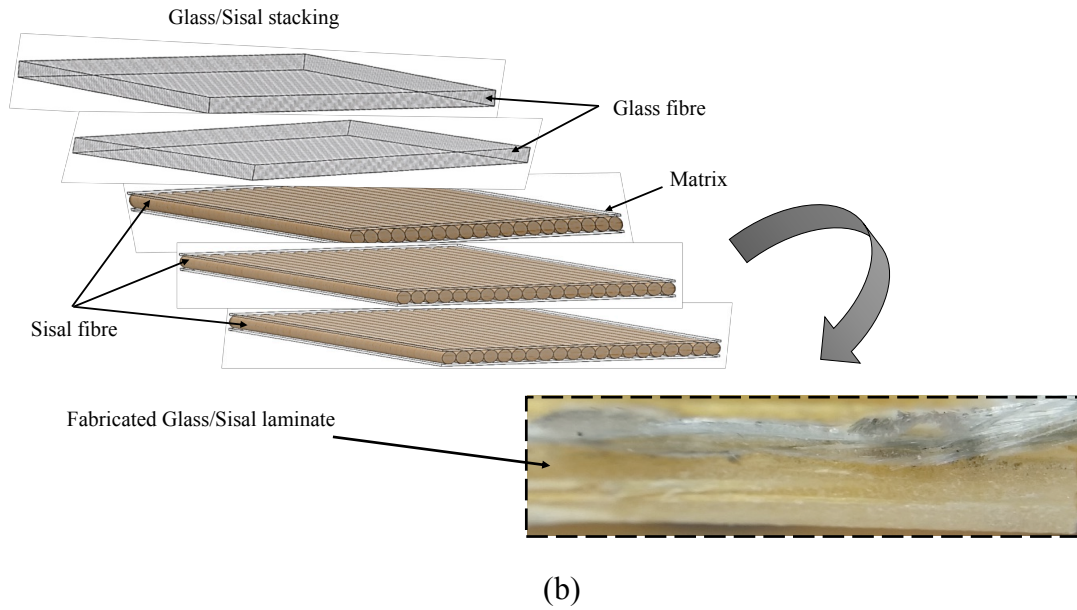 Glass/Sisal stacking
Glass fibre
Matrix
Sisal fibre
Fabricated Glass/Sisal laminate
(b)